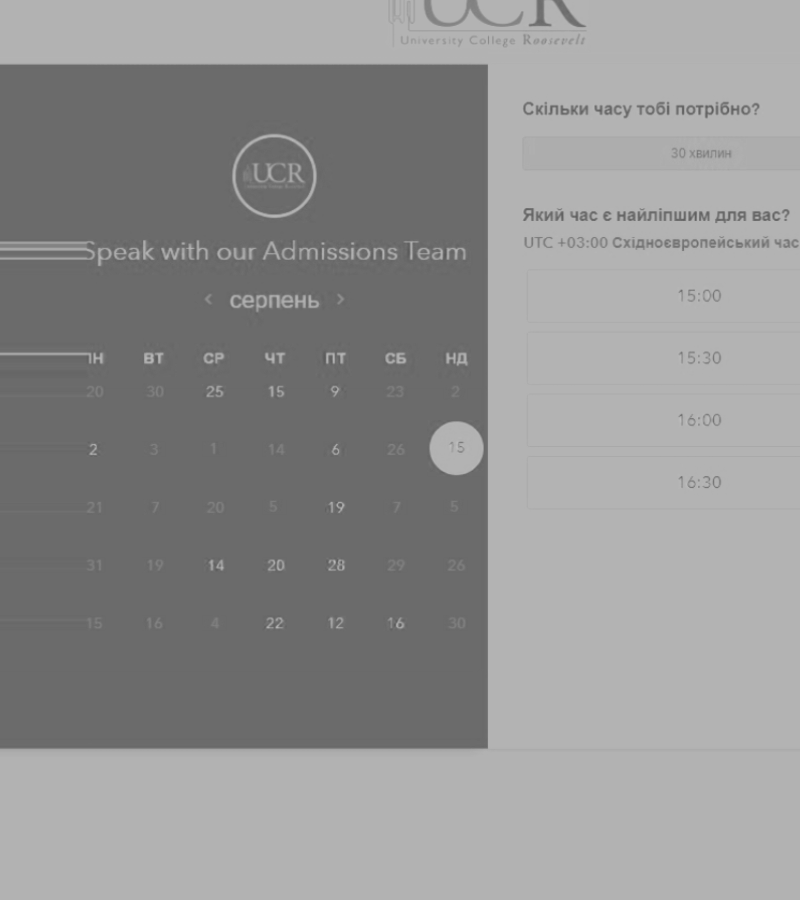 UCR
University College Roosevelt
UCR
Speak with our Admissions Team
серпень
ПН ВТ СР ЧТ ПТ СБ НД
20 30 25 15 9 23 2
2 3 1 14 6 26 15
21 7 20 5 19 7 5
31 19 14 20 28 29 26
15 16 4 22 12 16 30
Скільки часу тобі потрібно?
30 хвилин
Який час є найліпшим для вас?
UTC +03:00 Східноєвропейський час
15:00
15:30
16:00
16:30